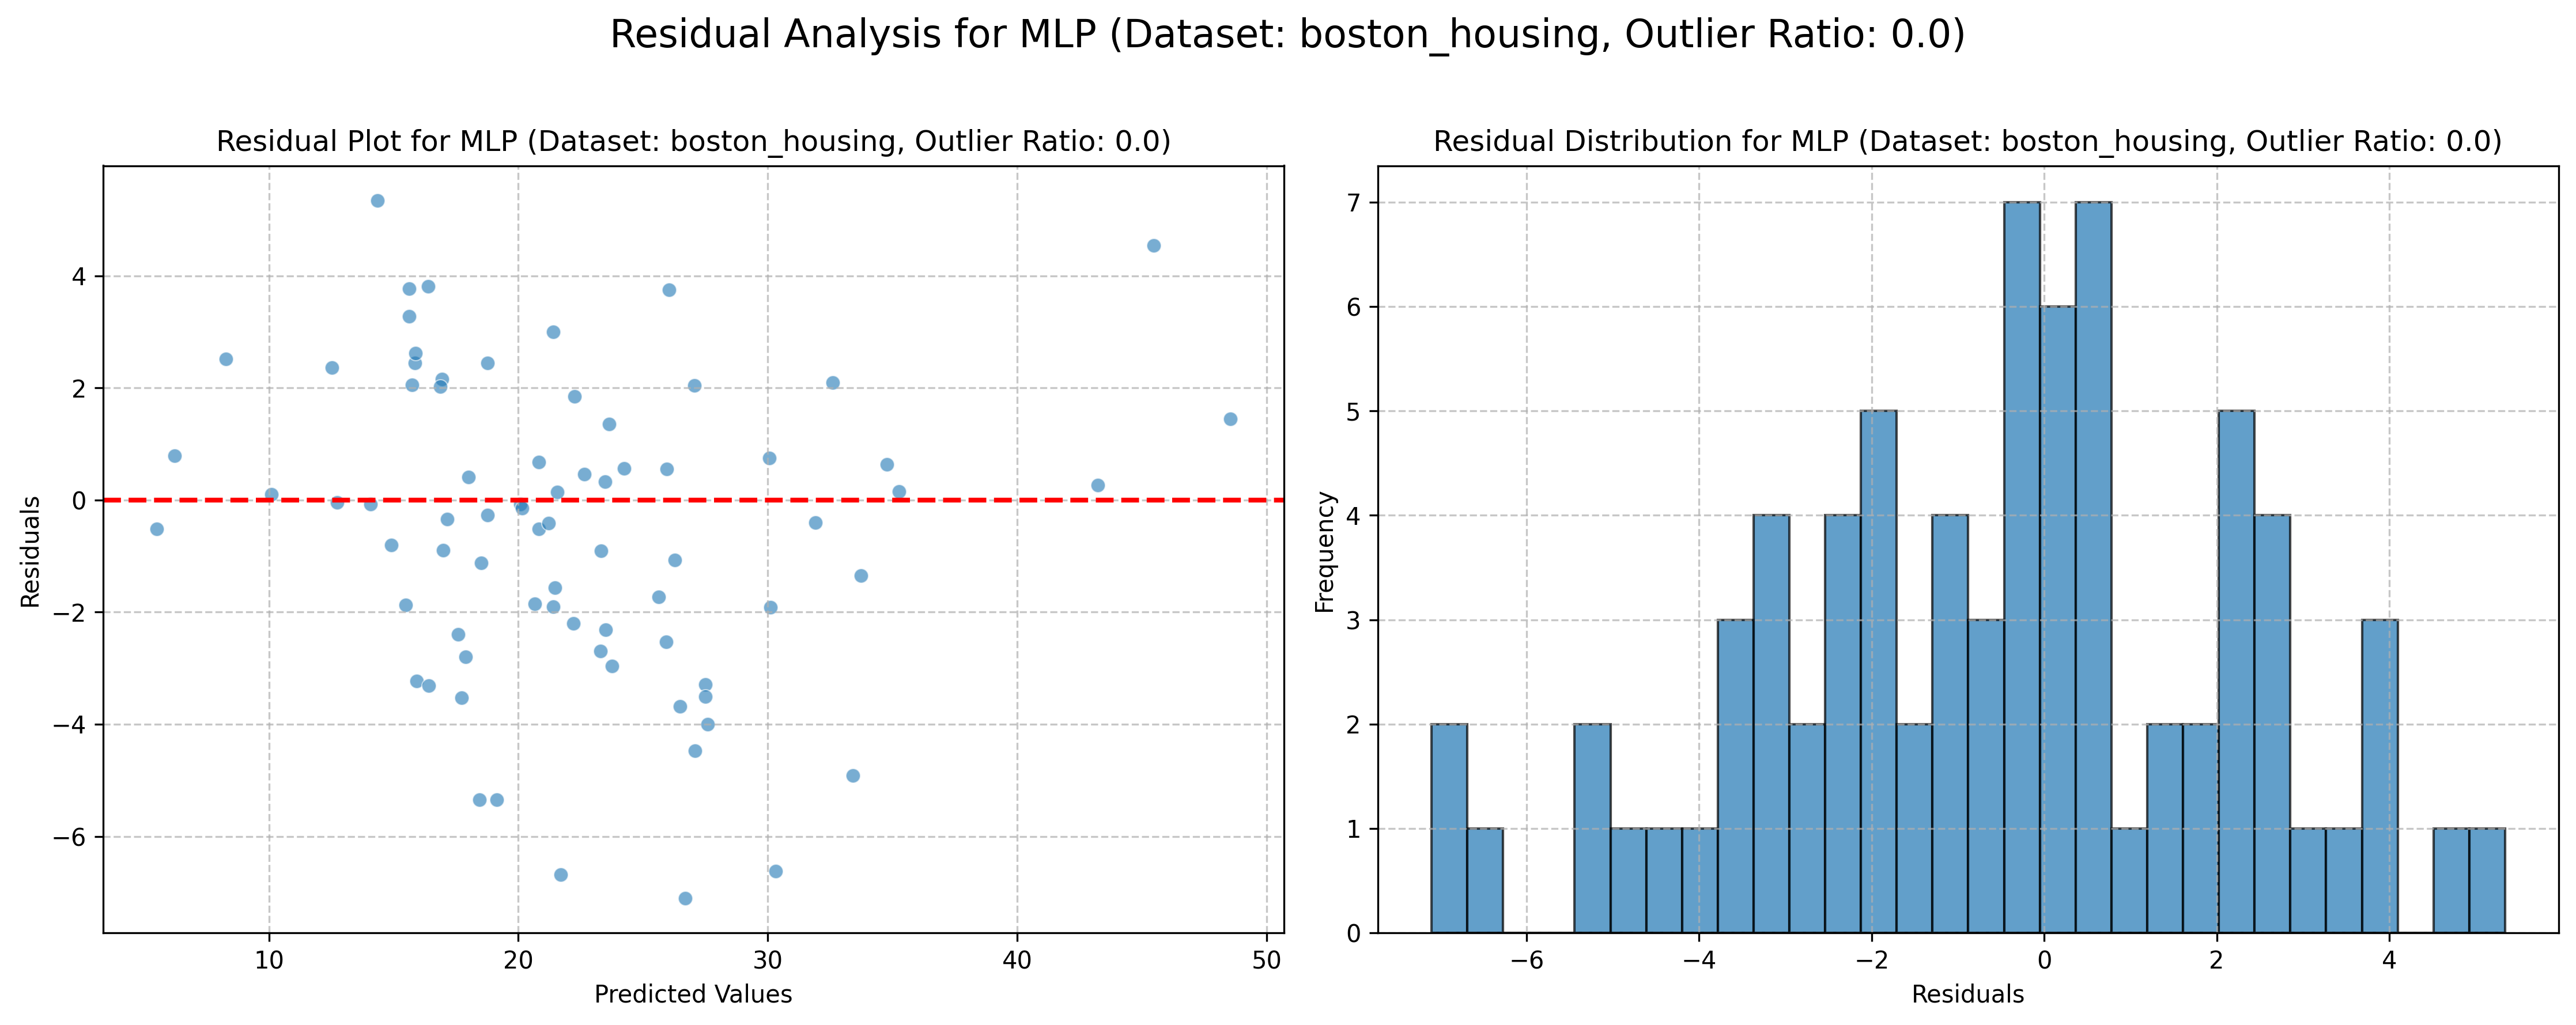 Residual Analysis for MLP (Dataset: boston_housing, Outlier Ratio: 0.0)
Residual Plot for MLP (Dataset: boston_housing, Outlier Ratio: 0.0)
Residuals
4
2
0
−2
−4
−6
10 20 30 40 50
Predicted Values
Residual Distribution for MLP (Dataset: boston_housing, Outlier Ratio: 0.0)
Frequency
7
6
5
4
3
2
1
0
−6 −4 −2 0 2 4
Residuals